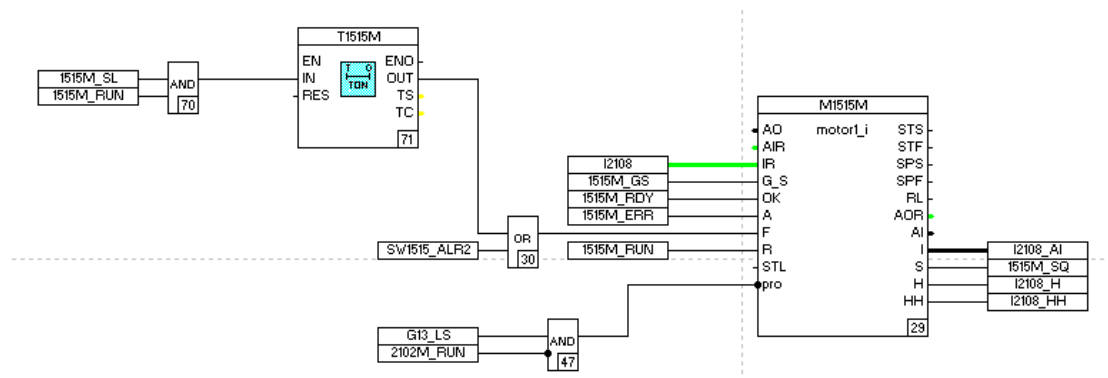 T1515M
EN ENO
IN T O OUT
TON
RES TS
TC
71
1515M_SL
1515M_RUN
AND
70
M1515M
AO motor1_i STS
AIR STF
IR SPS
G_S SPF
OK RL
A AOR
F AI
R I
STL S
pro H
HH
29
I2108
1515M_GS
1515M_RDY
1515M_ERR
1515M_RUN
SW1515_ALR2
OR
30
I2108_AI
1515M_SQ
I2108_H
I2108_HH
G13_LS
2102M_RUN
AND
47